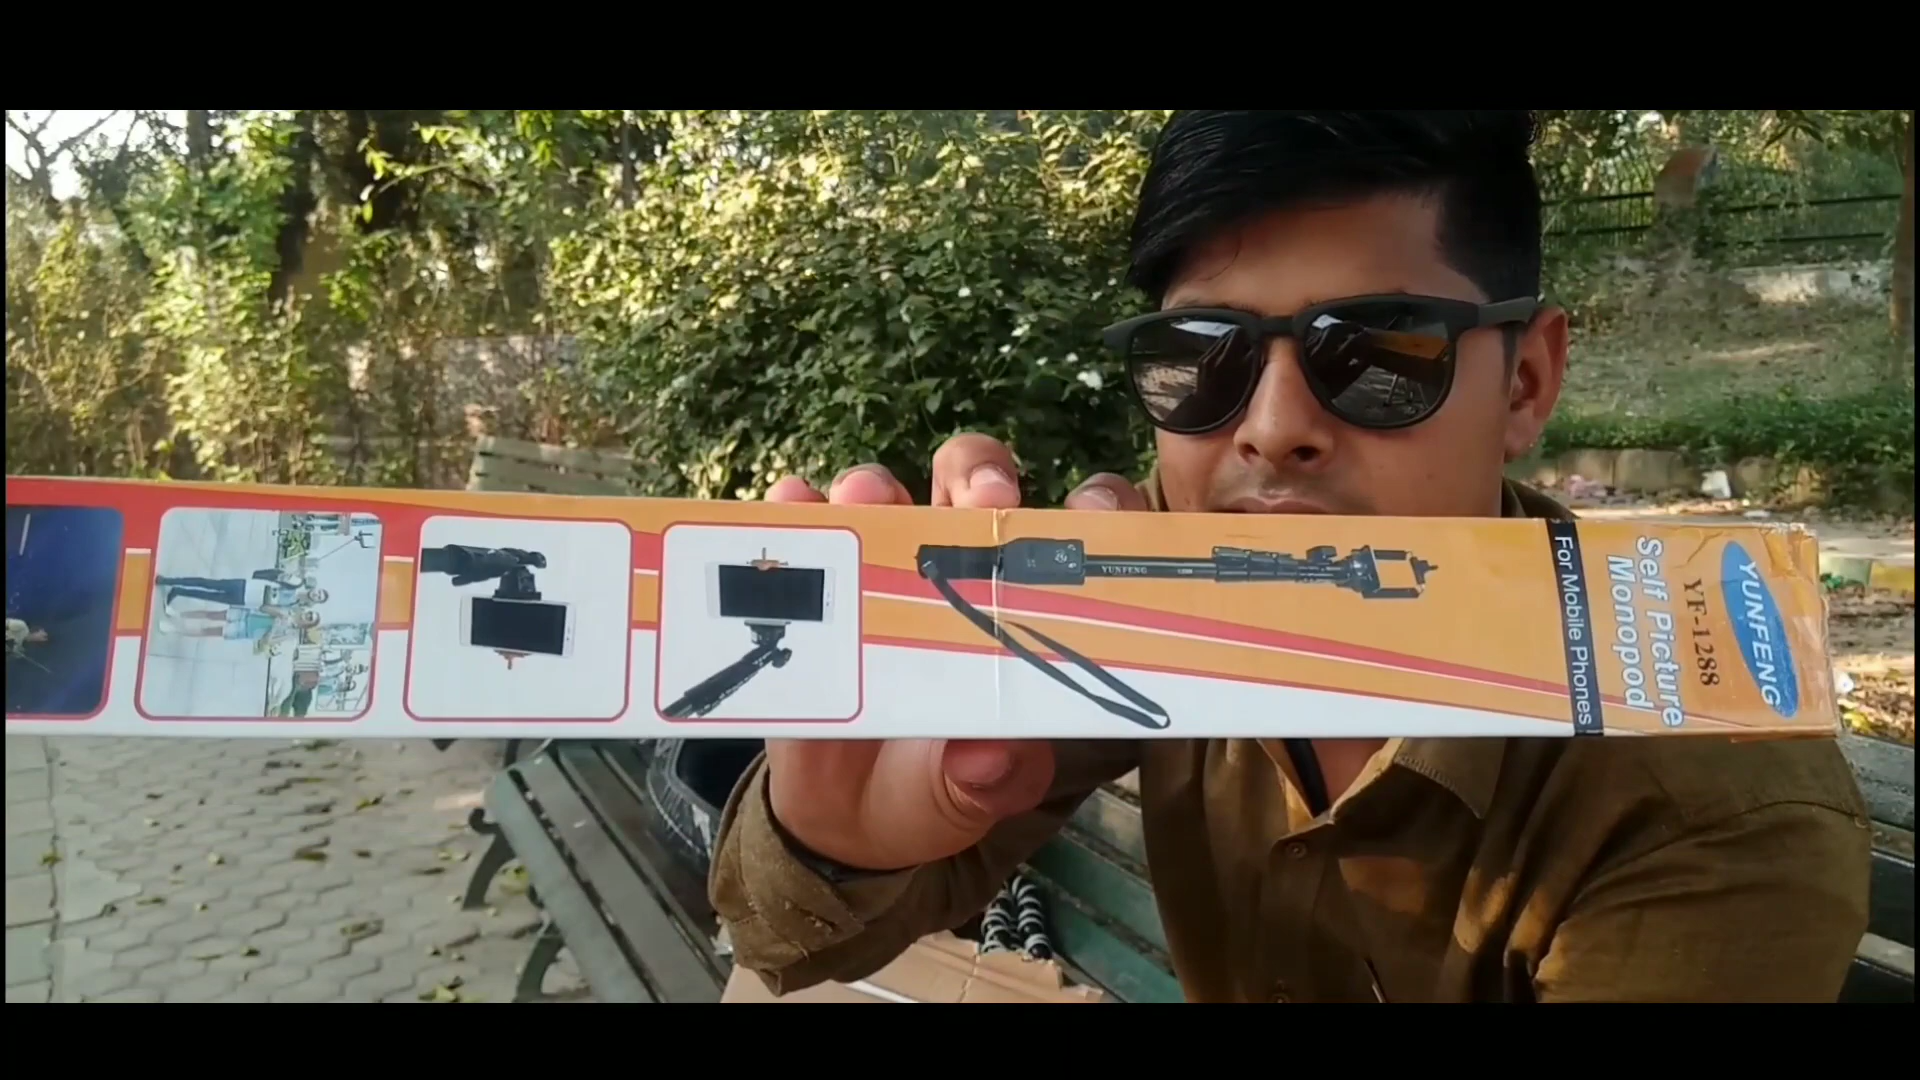 YUNFENG
YF-1288
Self Picture
Monopod
For Mobile Phones
YUNFENG